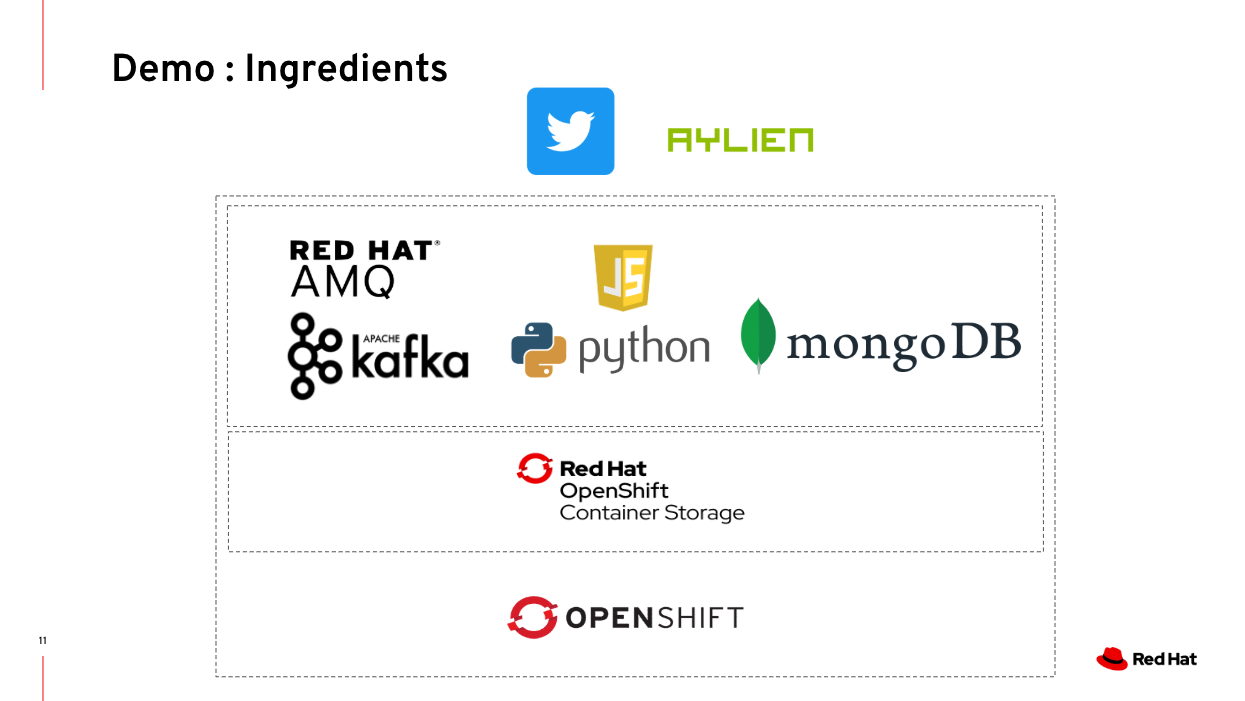 Demo : Ingredients
AYLIEN
RED HAT®
AMQ
APACHE
kafka
JS
python
mongoDB
Red Hat
OpenShift
Container Storage
OPENSHIFT
11
Red Hat